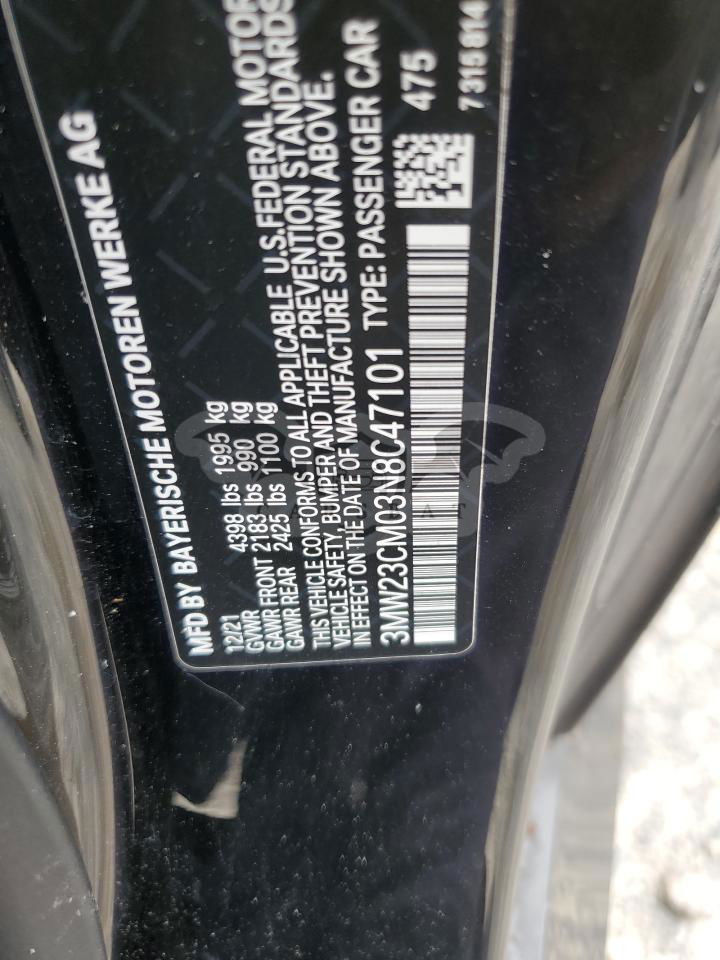 MFD BY BAYERISCHE MOTOREN WERKE AG
12/21
GVWR 4398 lbs 1995 kg
GAWR FRONT 2183 lbs 990 kg
GAWR REAR 2425 lbs 1100 kg
THIS VEHICLE CONFORMS TO ALL APPLICABLE U.S.FEDERAL MOTOR
VEHICLE SAFETY, BUMPER AND THEFT PREVENTION STANDARDS
IN EFFECT ON THE DATE OF MANUFACTURE SHOWN ABOVE.
3MW23CM03N8C47101 TYPE: PASSENGER CAR
475
7 315 814